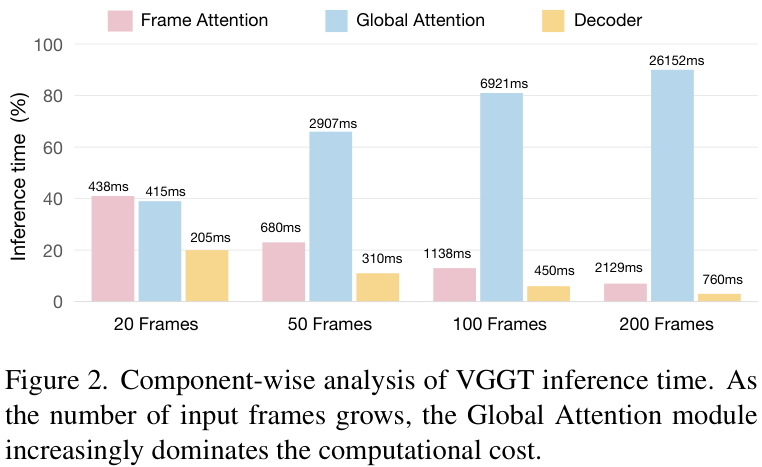 Frame Attention Global Attention Decoder
Inference time (%)
100
80
60
40
20
0
438ms 415ms 205ms
680ms 2907ms 310ms
1138ms 6921ms 450ms
2129ms 26152ms 760ms
20 Frames 50 Frames 100 Frames 200 Frames
Figure 2. Component-wise analysis of VGGT inference time. As
the number of input frames grows, the Global Attention module
increasingly dominates the computational cost.